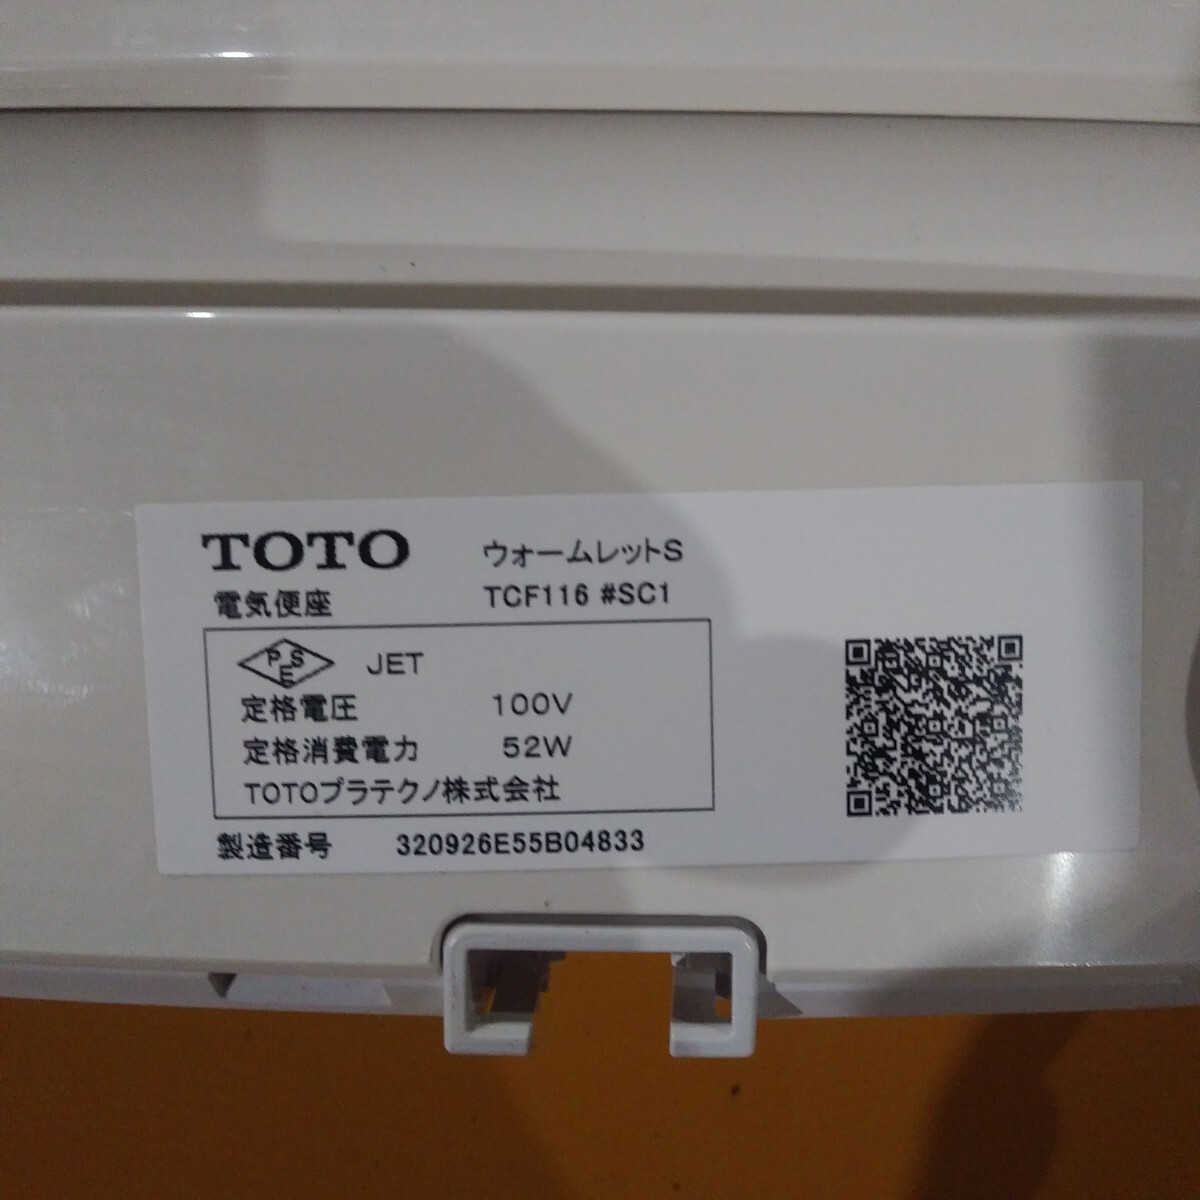 TOTO ウォームレットS
電気便座 TCF116 #SC1
PSE JET
定格電圧 100V
定格消費電力 52W
TOTOプラテクノ株式会社
製造番号 320926E55B04833